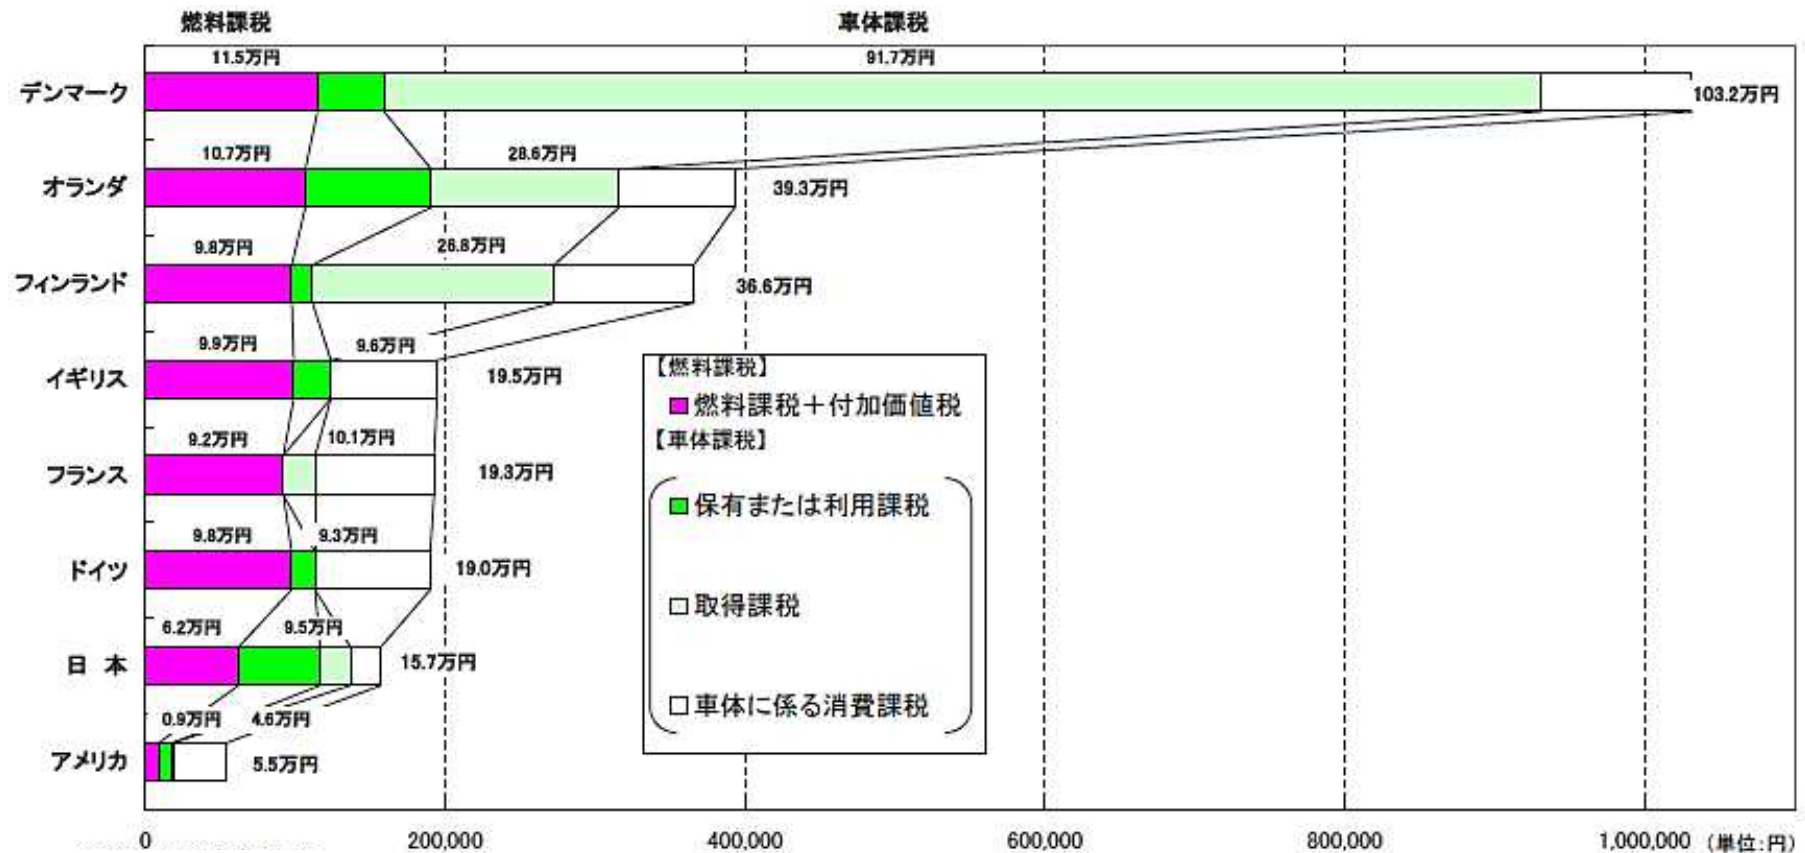 燃料課税 車体課税
11.5万円 91.7万円
デンマーク 103.2万円
10.7万円 28.6万円
オランダ 39.3万円
9.8万円 26.8万円
フィンランド 36.6万円
9.9万円 9.6万円
イギリス 19.5万円
9.2万円 10.1万円
フランス 19.3万円
9.8万円 9.3万円
ドイツ 19.0万円
6.2万円 9.5万円
日 本 15.7万円
0.9万円 4.6万円
アメリカ 5.5万円
【燃料課税】
燃料課税＋付加価値税
【車体課税】
保有または利用課税
取得課税
車体に係る消費課税
0 200,000 400,000 600,000 800,000 1,000,000 (単位:円)